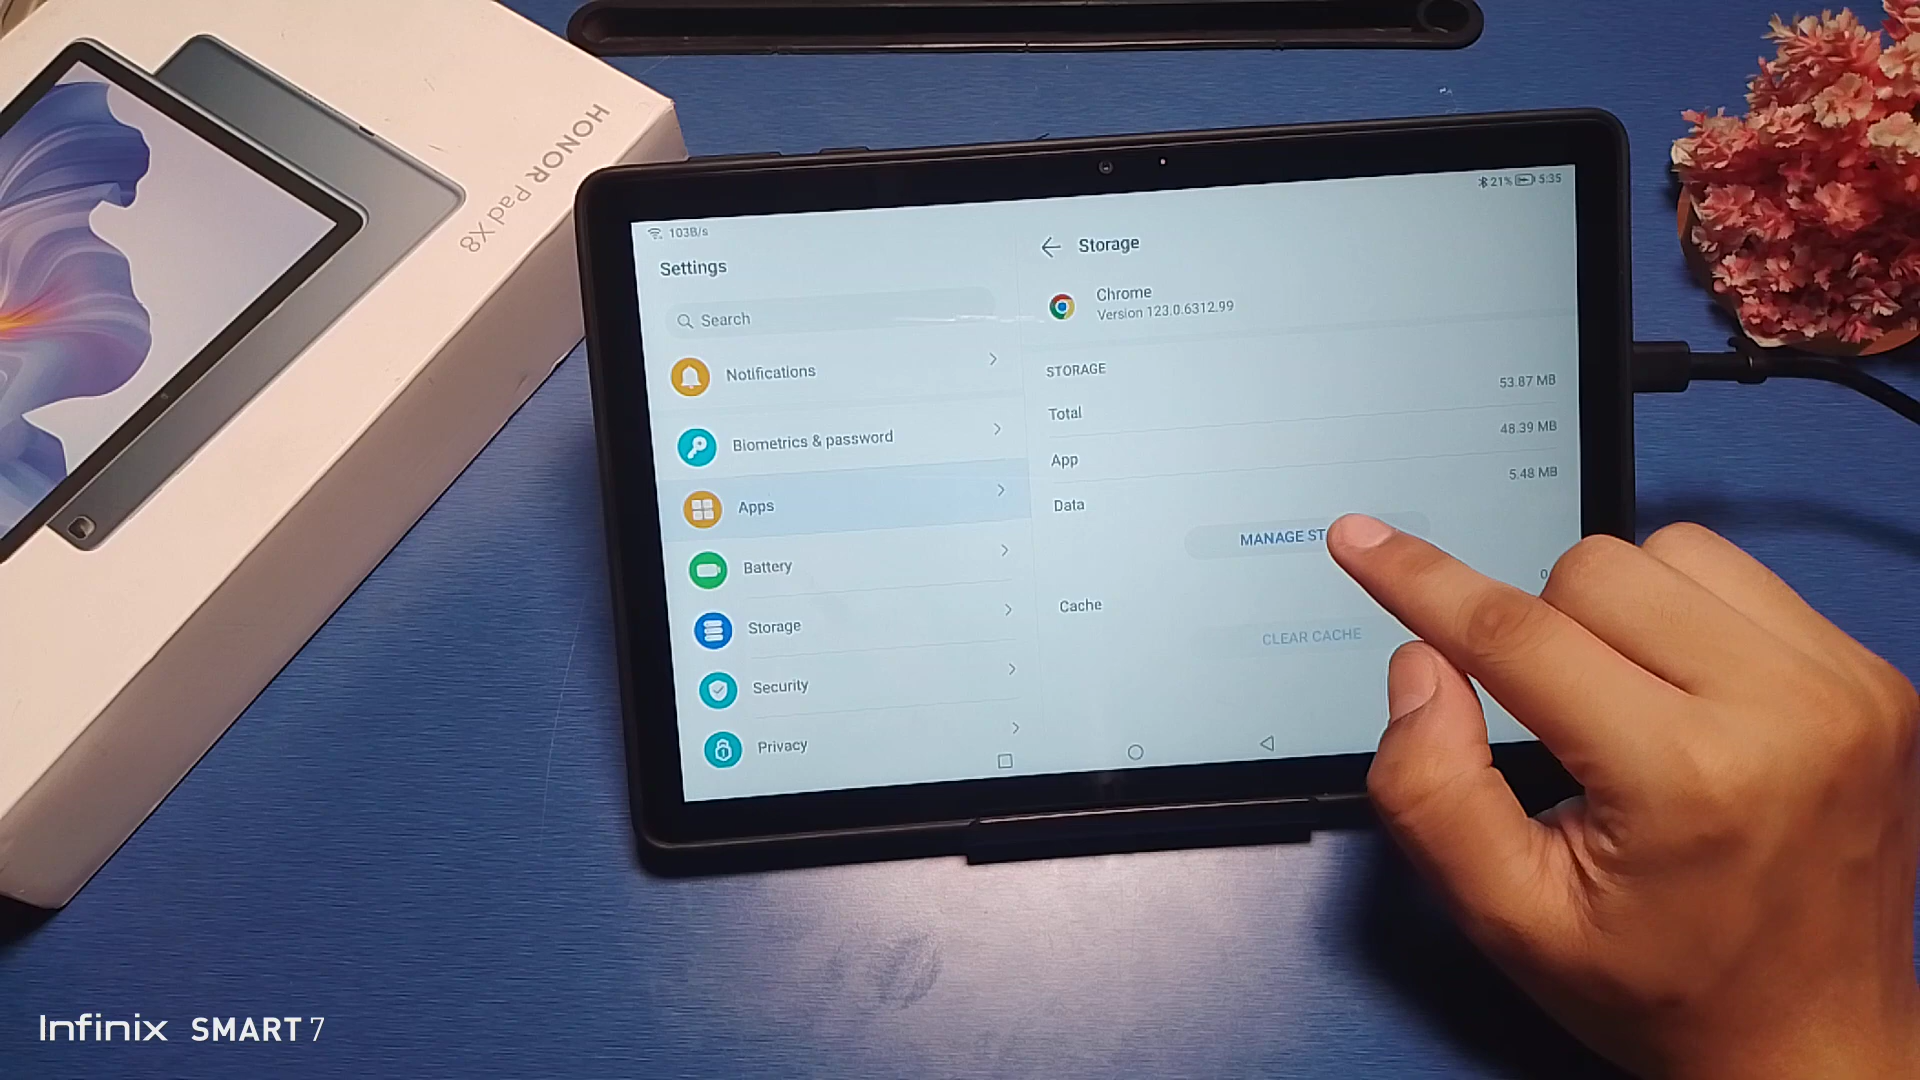 HONOR Pad X8
103B/s
21% 5:35
Settings
Search
Notifications
Biometrics & password
Apps
Battery
Storage
Security
Privacy
Storage
Chrome
Version 123.0.6312.99
STORAGE
Total
53.87 MB
App
48.39 MB
Data
5.48 MB
MANAGE ST
Cache
0
CLEAR CACHE
Infinix SMART 7